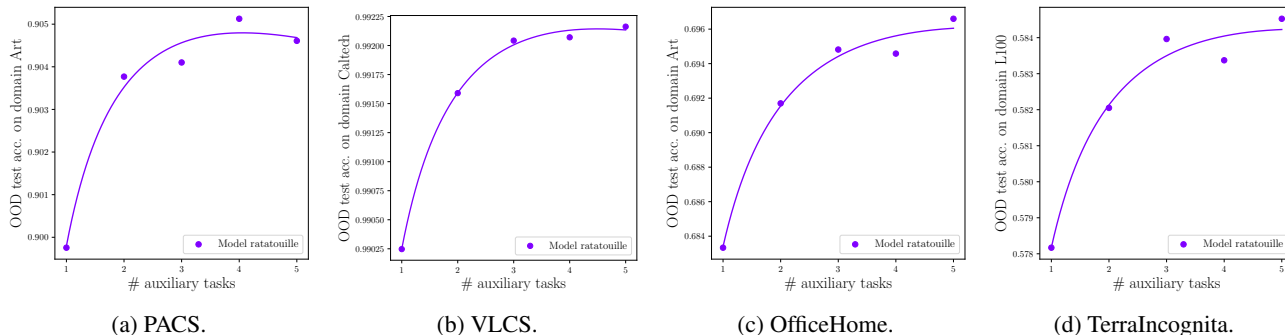 OOD test acc. on domain Art
0.905
0.904
0.903
0.902
0.901
0.900
1 2 3 4 5
# auxiliary tasks
Model ratatouille
(a) PACS.
OOD test acc. on domain Caltech
0.99225
0.99200
0.99175
0.99150
0.99125
0.99100
0.99075
0.99050
0.99025
1 2 3 4 5
# auxiliary tasks
Model ratatouille
(b) VLCS.
OOD test acc. on domain Art
0.696
0.694
0.692
0.690
0.688
0.686
0.684
1 2 3 4 5
# auxiliary tasks
Model ratatouille
(c) OfficeHome.
OOD test acc. on domain L100
0.584
0.583
0.582
0.581
0.580
0.579
0.578
1 2 3 4 5
# auxiliary tasks
Model ratatouille
(d) TerraIncognita.